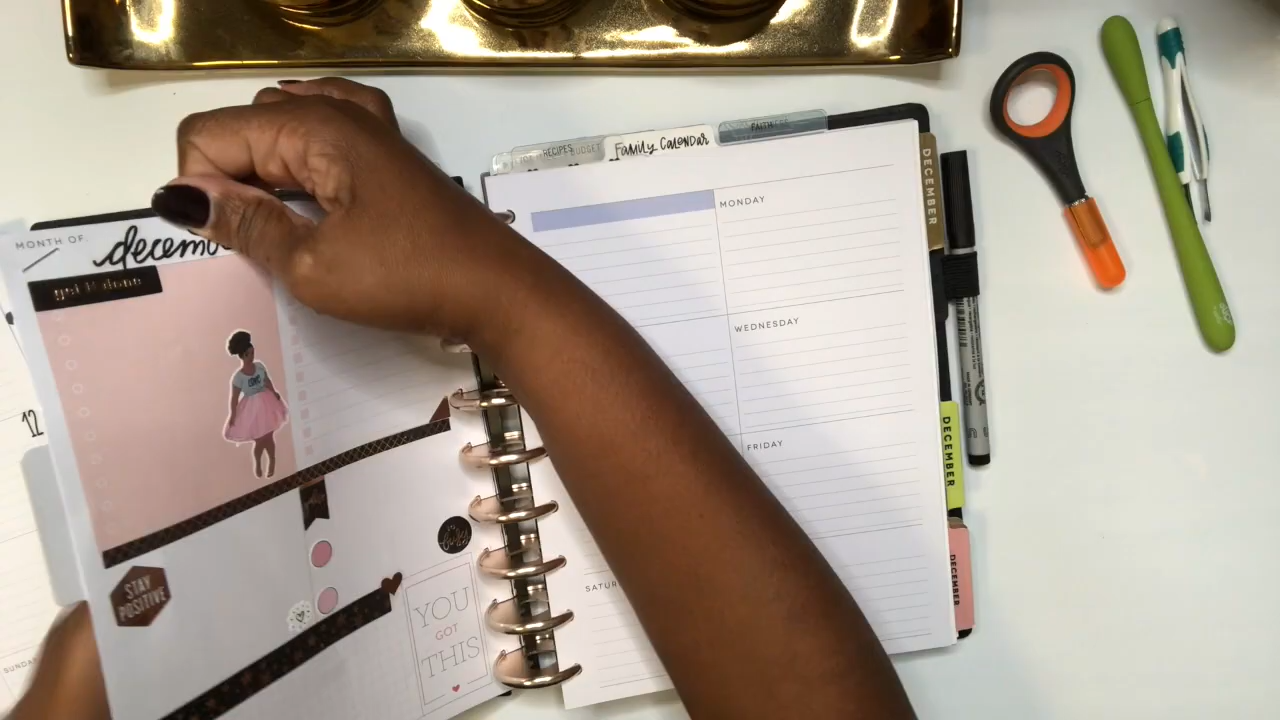 MONTH OF:
get it done
12
STAY
POSITIVE
YOU
GOT
THIS
SUNDAY
RECIPES
BUDGET
Family Calendar
FAITH
MONDAY
WEDNESDAY
FRIDAY
DECEMBER
DECEMBER
DECEMBER